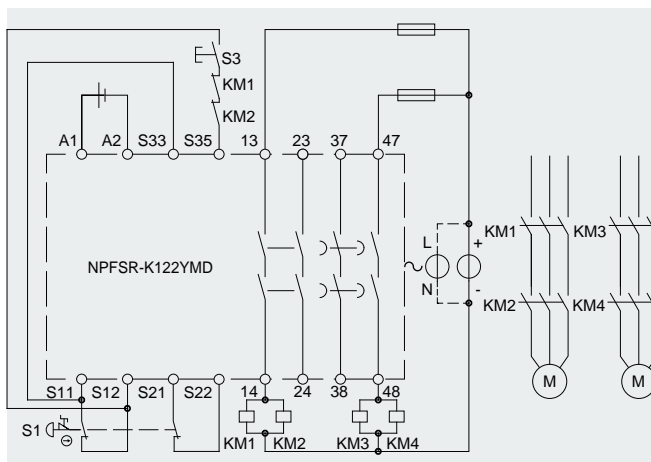 S3
KM1
KM2
A1 A2 S33 S35 13 23 37 47
NPFSR-K122YMD
L +
N -
KM1 KM3
KM2 KM4
M M
S11 S12 S21 S22 14 24 38 48
S1
KM1 KM2 KM3 KM4